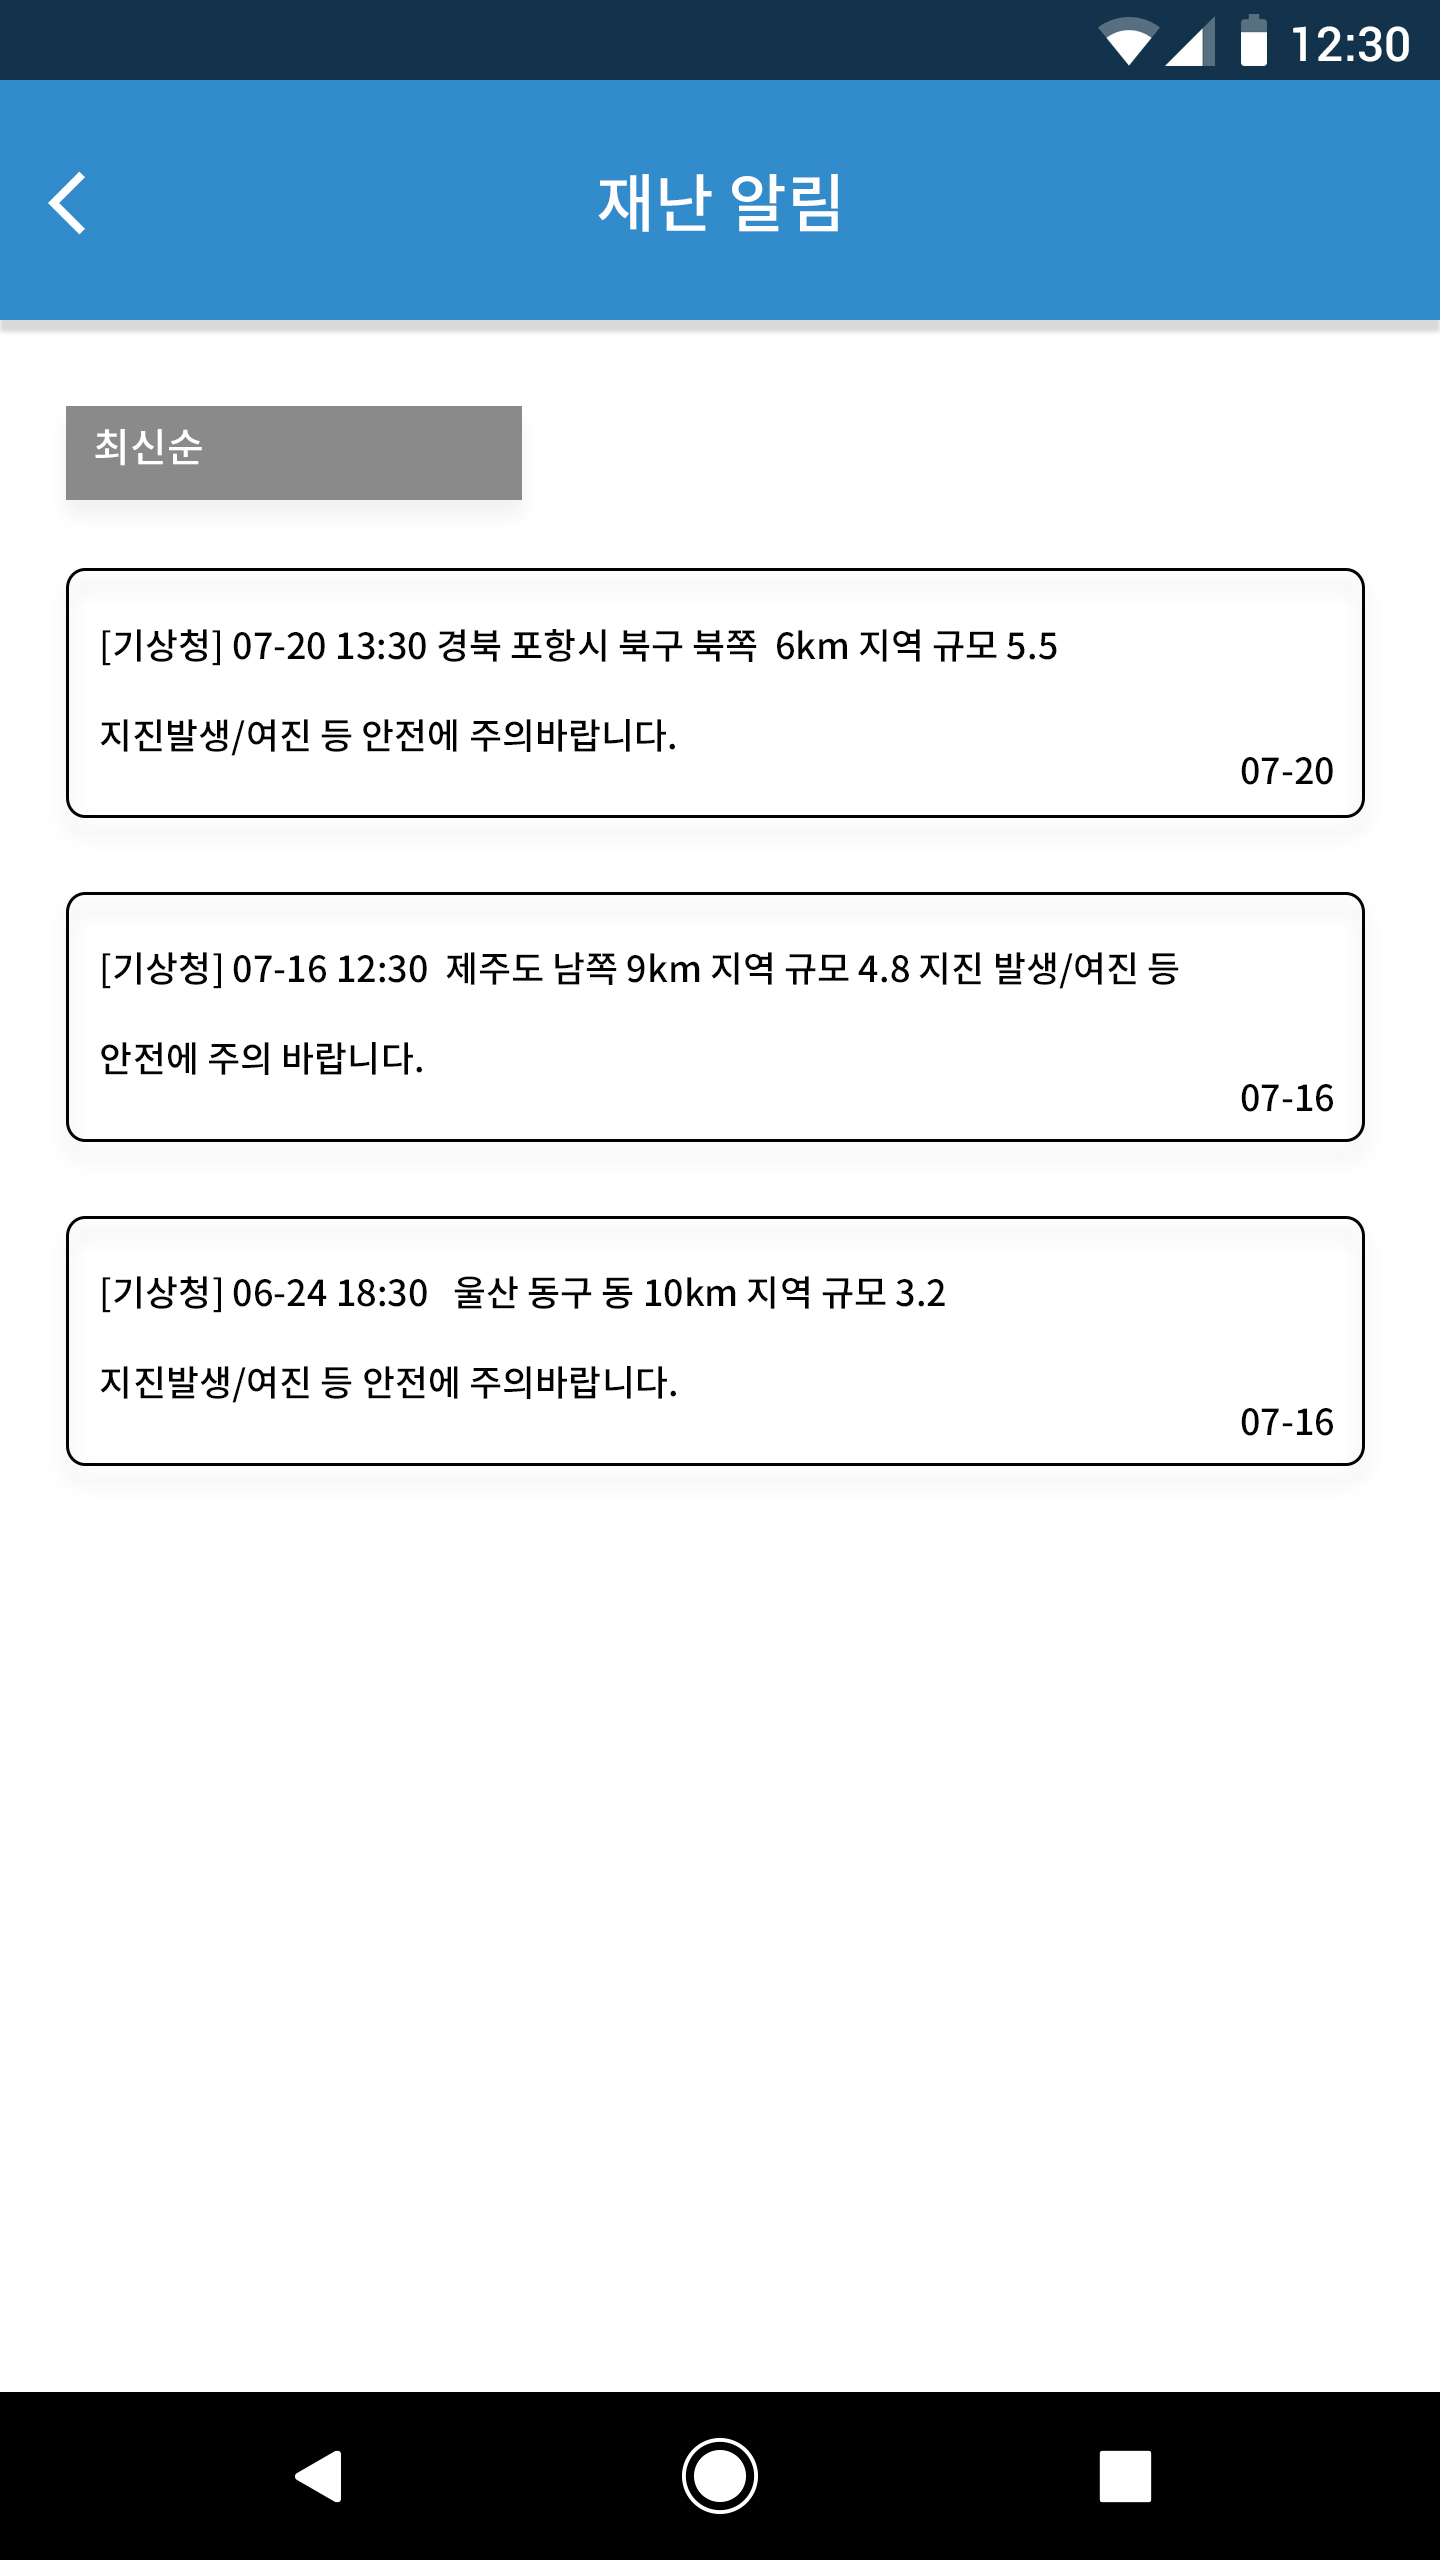 12:30
재난 알림
최신순
[기상청] 07-20 13:30 경북 포항시 북구 북쪽  6km 지역 규모 5.5
지진발생/여진 등 안전에 주의바랍니다.
07-20
[기상청] 07-16 12:30  제주도 남쪽 9km 지역 규모 4.8 지진 발생/여진 등
안전에 주의 바랍니다.
07-16
[기상청] 06-24 18:30   울산 동구 동 10km 지역 규모 3.2
지진발생/여진 등 안전에 주의바랍니다.
07-16